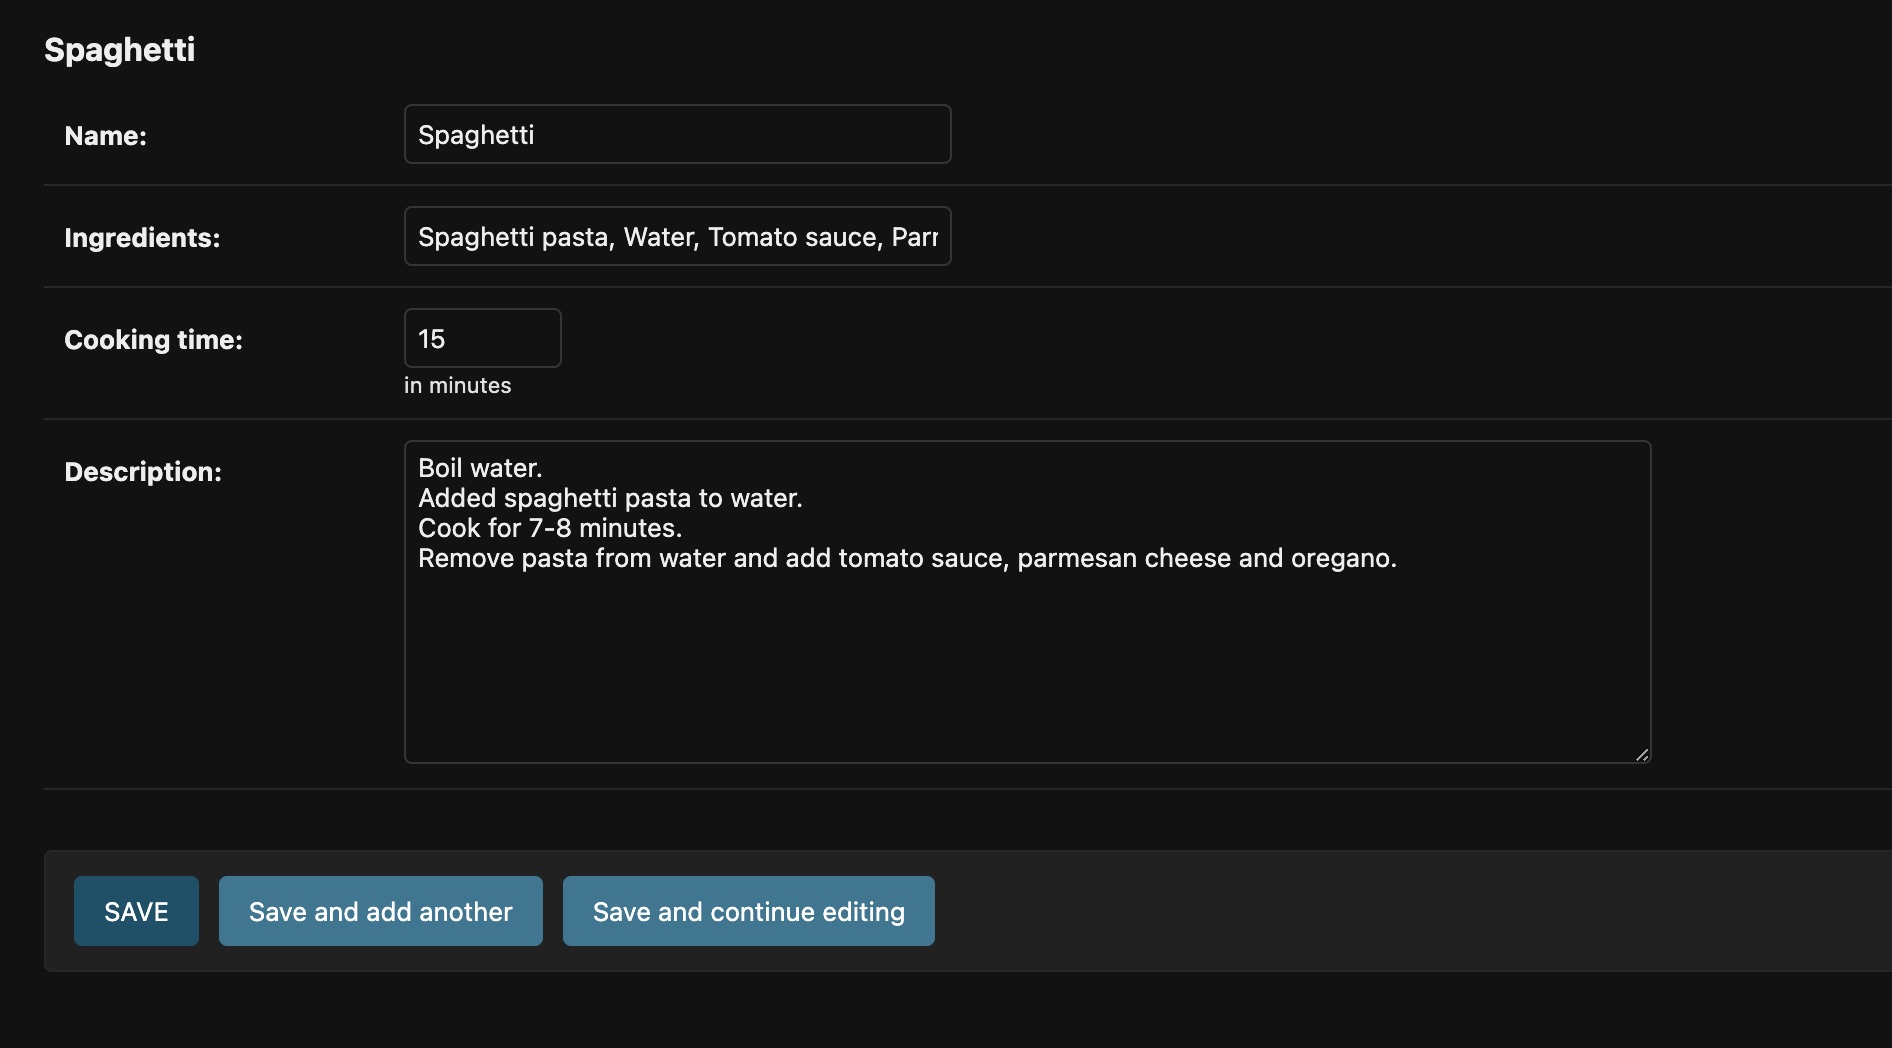 Spaghetti
Name:
Spaghetti
Ingredients:
Spaghetti pasta, Water, Tomato sauce,
Cooking time:
15
in minutes
Description:
Boil water.
Added spaghetti pasta to water.
Cook for 7-8 minutes.
Remove pasta from water and add tomato sauce, parmesan cheese and oregano.
SAVE
Save and add another
Save and continue editing